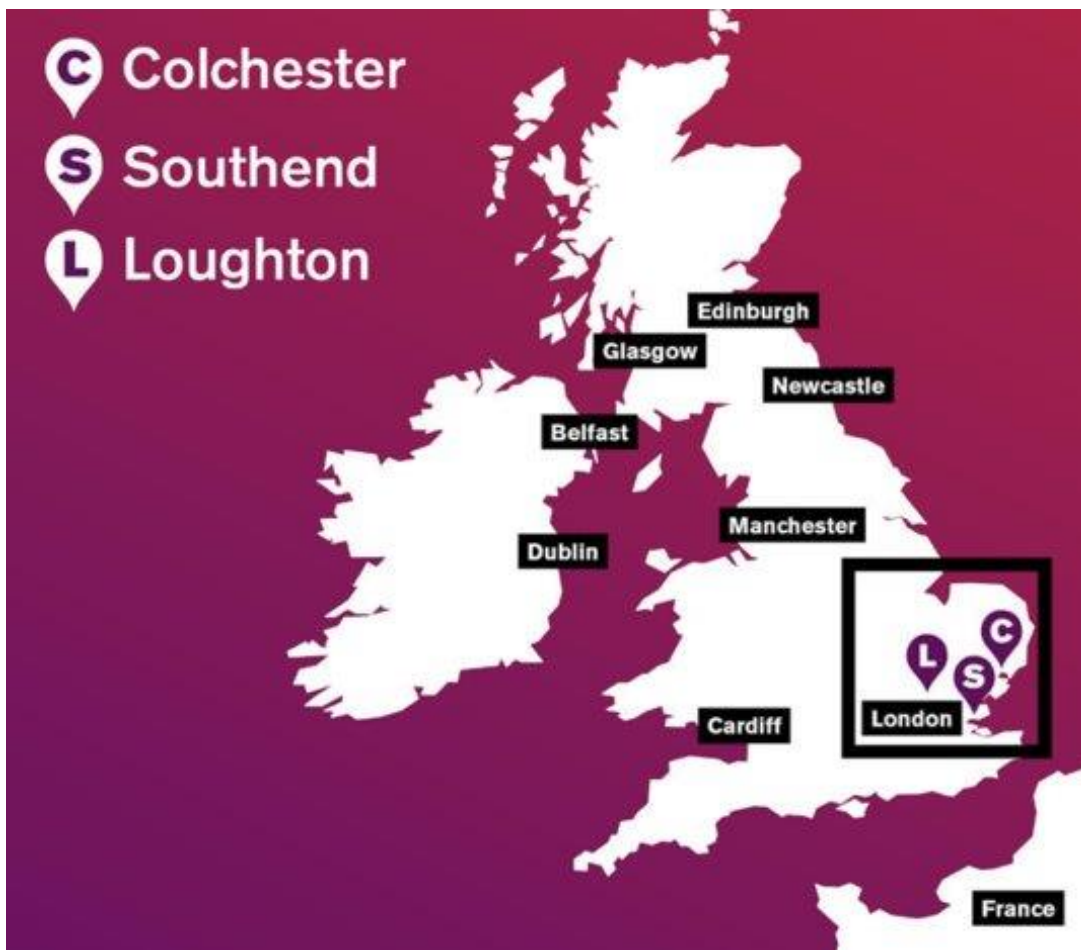 C Colchester
S Southend
L Loughton
Edinburgh
Glasgow
Newcastle
Belfast
Manchester
Dublin
C
L
S
London
Cardiff
France